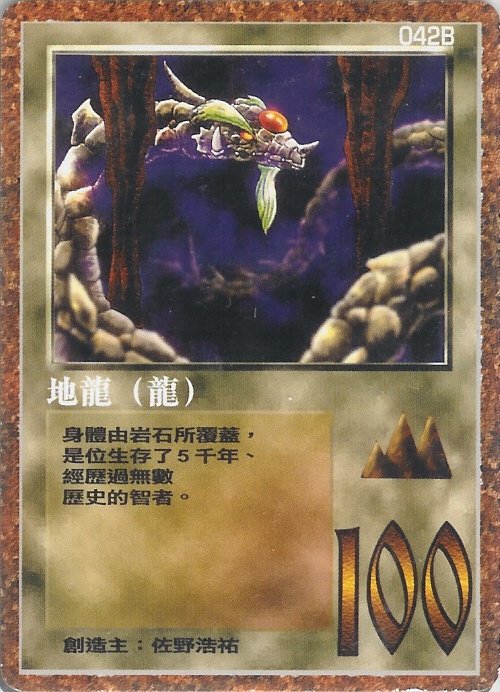 042B
地龍（龍）
身體由岩石所覆蓋，
是位生存了5千年、
經歷過無數
歷史的智者。
100
創造主：佐野浩祐